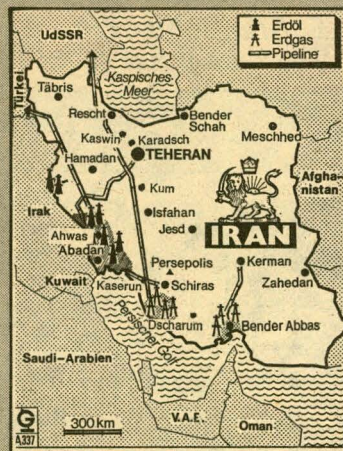 UdSSR
Erdöl
Erdgas
Pipeline
Kaspisches
Meer
Türkei
Täbris
Rescht
Bender
Schah
Meschhed
Kaswin
Karadsch
TEHERAN
Hamadan
Afgha-
nistan
Kum
Irak
Isfahan
Jesd
IRAN
Ahwas
Abadan
Persepolis
Kerman
Kuwait
Kaserun
Schiras
Zahedan
Persischer Golf
Dscharum
Bender Abbas
Saudi-Arabien
V.A.E.
Oman
G
A,337
300 km